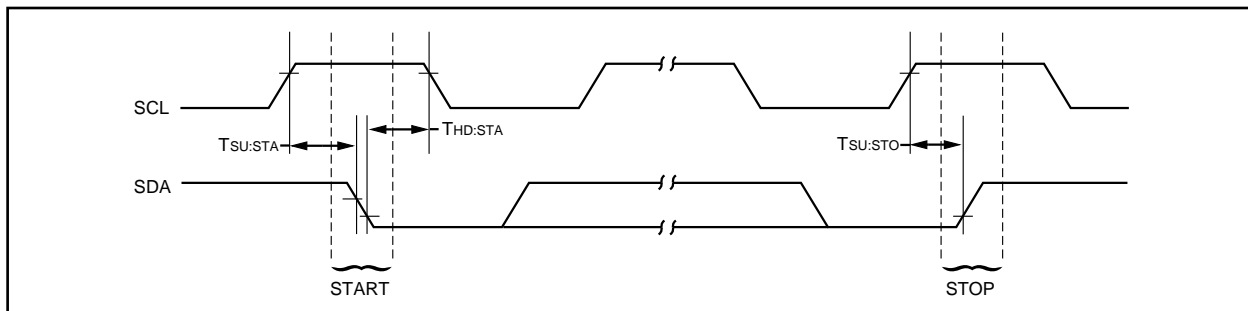 SCL
TSU:STA
THD:STA
TSU:STO
SDA
START
STOP